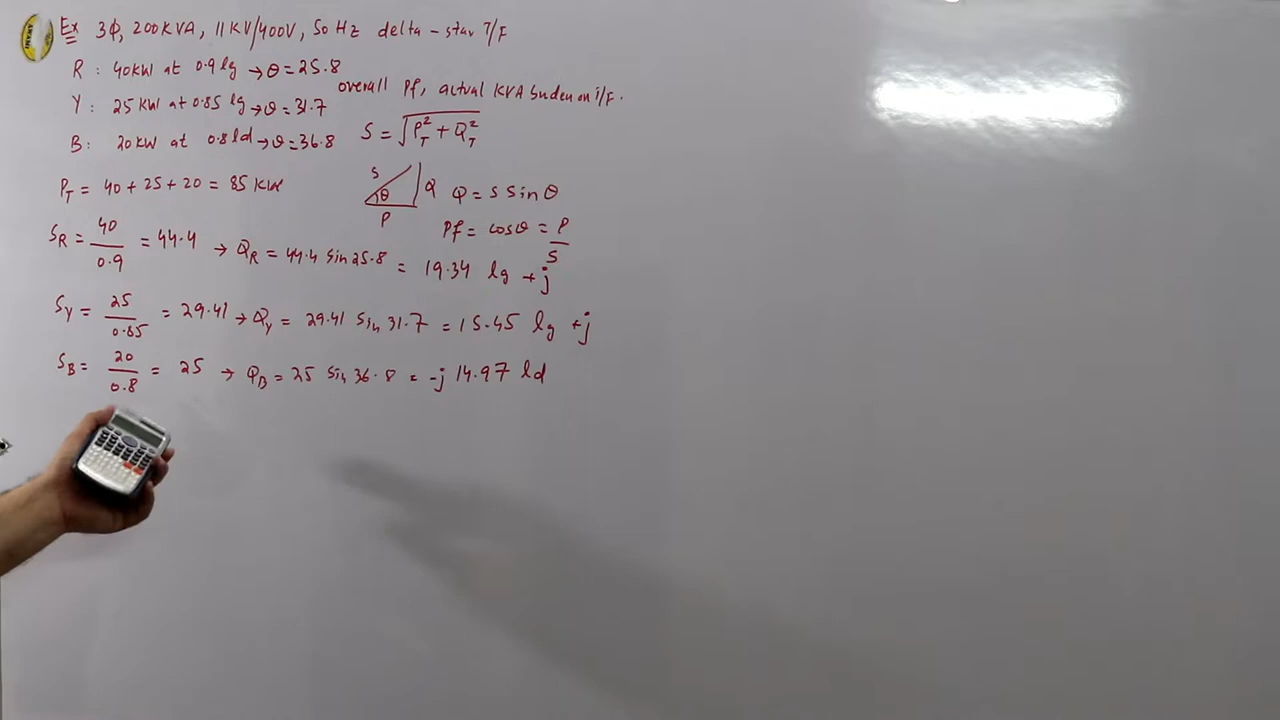 Ex 3Φ, 200KVA, 11KV/400V, 50 Hz delta - star T/F
R : 40kW at 0.9 lg → θ = 25.8
overall Pf, actual KVA burden on T/F.
Y : 25 KW at 0.85 lg → θ = 31.7
B : 20KW at 0.8 ld → θ = 36.8
S = √P_T² + Q_T²
P_T = 40 + 25 + 20 = 85 KW
S θ Q P
Q = S Sin θ
Pf = cosθ = P/S
S_R = 40/0.9 = 44.4 → Q_R = 44.4 Sin 25.8 = 19.34 lg +j
S_Y = 25/0.85 = 29.41 → Q_Y = 29.41 Sin 31.7 = 15.45 lg +j
S_B = 20/0.8 = 25 → Q_B = 25 Sin 36.8 = -j 14.97 ld